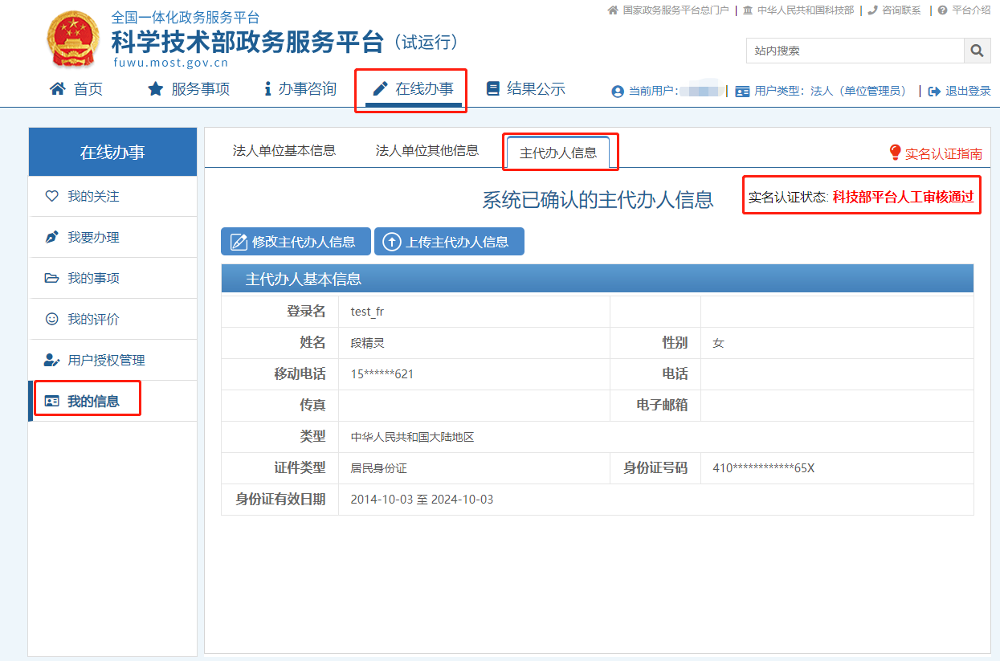 国家政务服务平台总门户 | 中华人民共和国科技部 | 咨询联系 | 平台介绍
全国一体化政务服务平台
科学技术部政务服务平台（试运行）
fuwu.most.gov.cn
站内搜索
首页 服务事项 办事咨询 在线办事 结果公示
当前用户: | 用户类型: 法人（单位管理员） | 退出登录
在线办事
我的关注
我要办理
我的事项
我的评价
用户授权管理
我的信息
法人单位基本信息 法人单位其他信息 主代办人信息
实名认证指南
系统已确认的主代办人信息
实名认证状态: 科技部平台人工审核通过
修改主代办人信息 上传主代办人信息
主代办人基本信息
登录名 test_fr
姓名 段精灵 性别 女
移动电话 15******621 电话
传真 电子邮箱
类型 中华人民共和国大陆地区
证件类型 居民身份证 身份证号码 410************65X
身份证有效日期 2014-10-03 至 2024-10-03